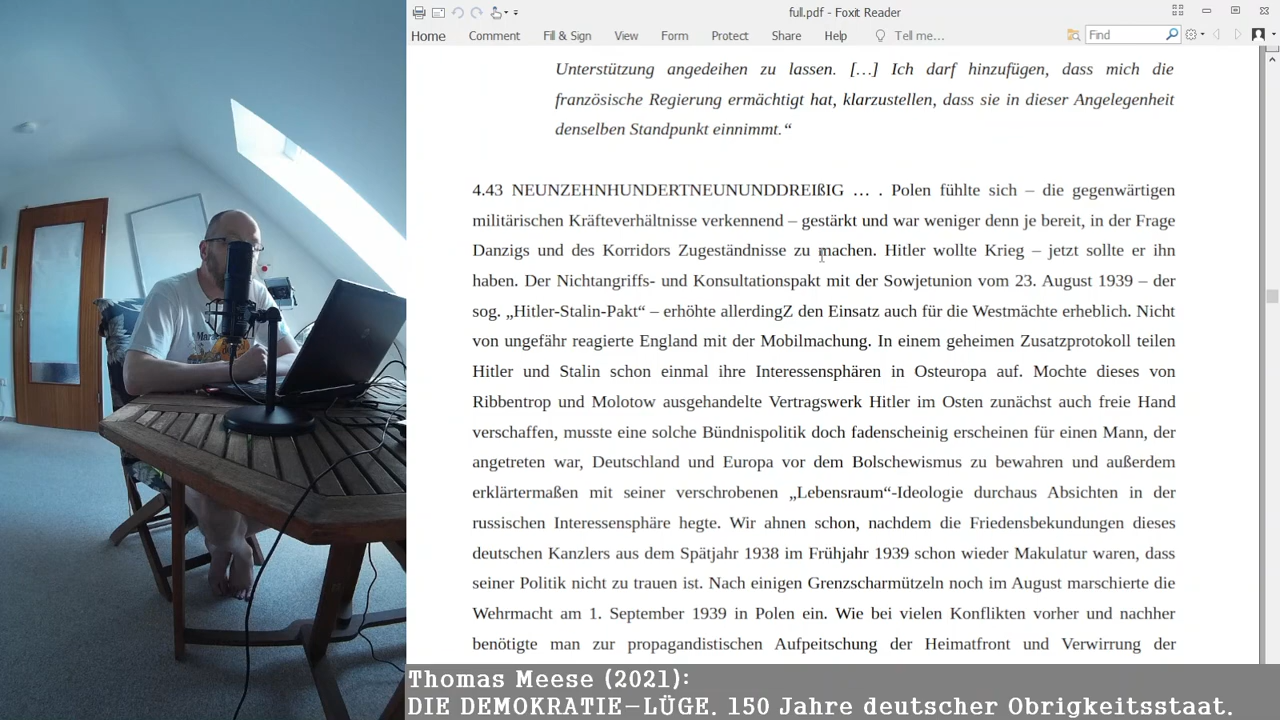 full.pdf - Foxit Reader
Home Comment Fill & Sign View Form Protect Share Help Tell me… Find
Unterstützung angedeihen zu lassen. […] Ich darf hinzufügen, dass mich die
französische Regierung ermächtigt hat, klarzustellen, dass sie in dieser Angelegenheit
denselben Standpunkt einnimmt.“
4.43 NEUNZEHNHUNDERTNEUNUNDDREIßIG … . Polen fühlte sich – die gegenwärtigen
militärischen Kräfteverhältnisse verkennend – gestärkt und war weniger denn je bereit, in der Frage
Danzigs und des Korridors Zugeständnisse zu machen. Hitler wollte Krieg – jetzt sollte er ihn
haben. Der Nichtangriffs- und Konsultationspakt mit der Sowjetunion vom 23. August 1939 – der
sog. „Hitler-Stalin-Pakt“ – erhöhte allerdingZ den Einsatz auch für die Westmächte erheblich. Nicht
von ungefähr reagierte England mit der Mobilmachung. In einem geheimen Zusatzprotokoll teilen
Hitler und Stalin schon einmal ihre Interessensphären in Osteuropa auf. Mochte dieses von
Ribbentrop und Molotow ausgehandelte Vertragswerk Hitler im Osten zunächst auch freie Hand
verschaffen, musste eine solche Bündnispolitik doch fadenscheinig erscheinen für einen Mann, der
angetreten war, Deutschland und Europa vor dem Bolschewismus zu bewahren und außerdem
erklärtermaßen mit seiner verschrobenen „Lebensraum“-Ideologie durchaus Absichten in der
russischen Interessensphäre hegte. Wir ahnen schon, nachdem die Friedensbekundungen dieses
deutschen Kanzlers aus dem Spätjahr 1938 im Frühjahr 1939 schon wieder Makulatur waren, dass
seiner Politik nicht zu trauen ist. Nach einigen Grenzscharmützeln noch im August marschierte die
Wehrmacht am 1. September 1939 in Polen ein. Wie bei vielen Konflikten vorher und nachher
benötigte man zur propagandistischen Aufpeitschung der Heimatfront und Verwirrung der
Thomas Meese (2021):
DIE DEMOKRATIE-LÜGE. 150 Jahre deutscher Obrigkeitsstaat.